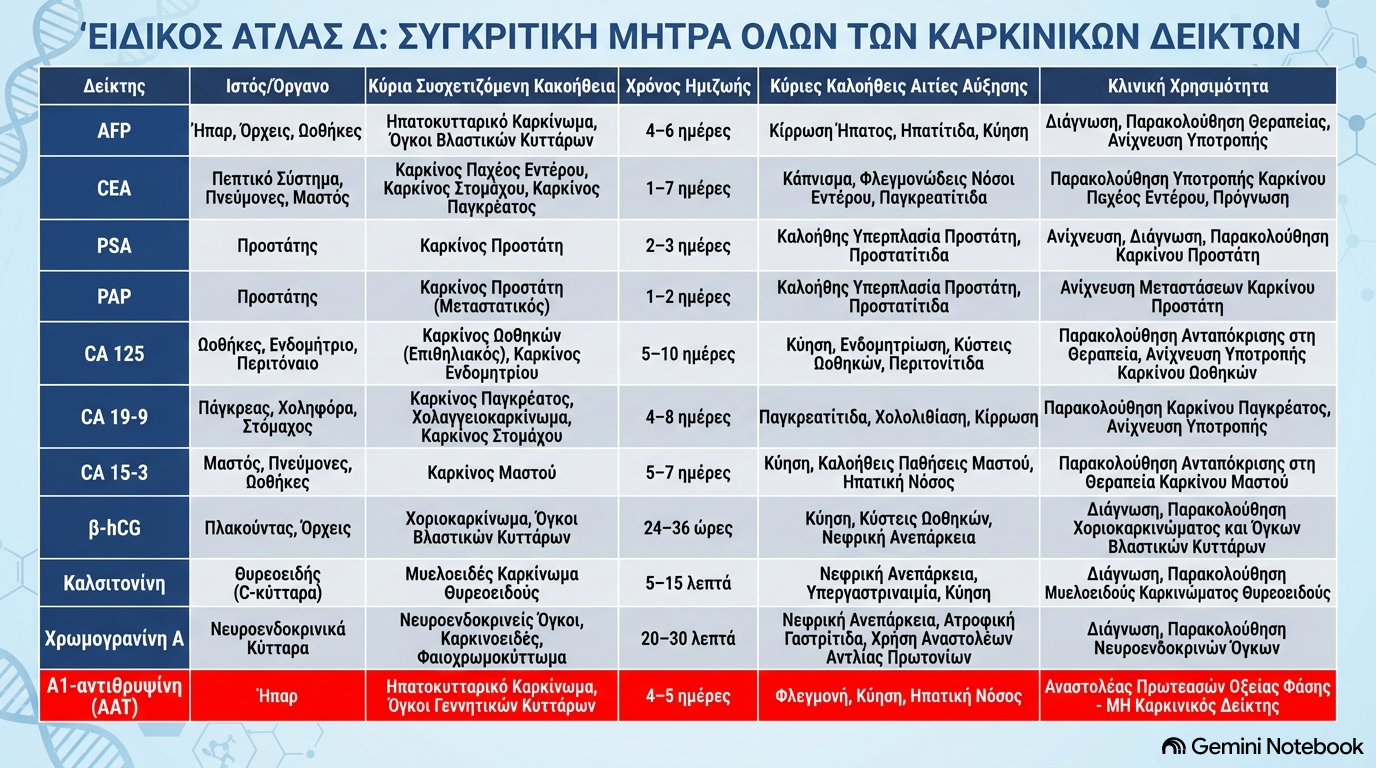 ‘ΕΙΔΙΚΟΣ ΑΤΛΑΣ Δ: ΣΥΓΚΡΙΤΙΚΗ ΜΗΤΡΑ ΟΛΩΝ ΤΩΝ ΚΑΡΚΙΝΙΚΩΝ ΔΕΙΚΤΩΝ
Δείκτης
Ιστός/Όργανο
Κύρια Συσχετιζόμενη Κακοήθεια
Χρόνος Ημιζωής
Κύριες Καλοήθεις Αιτίες Αύξησης
Κλινική Χρησιμότητα
AFP
Ήπαρ, Όρχεις, Ωοθήκες
Ηπατοκυτταρικό Καρκίνωμα,
Όγκοι Βλαστικών Κυττάρων
4–6 ημέρες
Κίρρωση Ήπατος, Ηπατίτιδα, Κύηση
Διάγνωση, Παρακολούθηση Θεραπείας,
Ανίχνευση Υποτροπής
CEA
Πεπτικό Σύστημα,
Πνεύμονες, Μαστός
Καρκίνος Παχέος Εντέρου,
Καρκίνος Στομάχου, Καρκίνος
Παγκρέατος
1–7 ημέρες
Κάπνισμα, Φλεγμονώδεις Νόσοι
Εντέρου, Παγκρεατίτιδα
Παρακολούθηση Υποτροπής Καρκίνου
Παχέος Εντέρου, Πρόγνωση
PSA
Προστάτης
Καρκίνος Προστάτη
2–3 ημέρες
Καλοήθης Υπερπλασία Προστάτη,
Προστατίτιδα
Ανίχνευση, Διάγνωση, Παρακολούθηση
Καρκίνου Προστάτη
PAP
Προστάτης
Καρκίνος Προστάτη
(Μεταστατικός)
1–2 ημέρες
Καλοήθης Υπερπλασία Προστάτη,
Προστατίτιδα
Ανίχνευση Μεταστάσεων Καρκίνου
Προστάτη
CA 125
Ωοθήκες, Ενδομήτριο,
Περιτόναιο
Καρκίνος Ωοθηκών
(Επιθηλιακός), Καρκίνος
Ενδομητρίου
5–10 ημέρες
Κύηση, Ενδομητρίωση, Κύστεις
Ωοθηκών, Περιτονίτιδα
Παρακολούθηση Ανταπόκρισης στη
Θεραπεία, Ανίχνευση Υποτροπής
Καρκίνου Ωοθηκών
CA 19-9
Πάγκρεας, Χοληφόρα,
Στόμαχος
Καρκίνος Παγκρέατος,
Χολαγγειοκαρκίνωμα,
Καρκίνος Στομάχου
4–8 ημέρες
Παγκρεατίτιδα, Χολολιθίαση, Κίρρωση
Παρακολούθηση Καρκίνου Παγκρέατος,
Ανίχνευση Υποτροπής
CA 15-3
Μαστός, Πνεύμονες,
Ωοθήκες
Καρκίνος Μαστού
5–7 ημέρες
Κύηση, Καλοήθεις Παθήσεις Μαστού,
Ηπατική Νόσος
Παρακολούθηση Ανταπόκρισης στη
Θεραπεία Καρκίνου Μαστού
β-hCG
Πλακούντας, Όρχεις
Χοριοκαρκίνωμα, Όγκοι
Βλαστικών Κυττάρων
24–36 ώρες
Κύηση, Κύστεις Ωοθηκών,
Νεφρική Ανεπάρκεια
Διάγνωση, Παρακολούθηση
Χοριοκαρκινώματος και Όγκων
Βλαστικών Κυττάρων
Καλσιτονίνη
Θυρεοειδής
(C-κύτταρα)
Μυελοειδές Καρκίνωμα
Θυρεοειδούς
5–15 λεπτά
Νεφρική Ανεπάρκεια,
Υπεργαστριναιμία, Κύηση
Διάγνωση, Παρακολούθηση
Μυελοειδούς Καρκινώματος Θυρεοειδούς
Χρωμογρανίνη Α
Νευροενδοκρινικά
Κύτταρα
Νευροενδοκρινείς Όγκοι,
Καρκινοειδές,
Φαιοχρωμοκύττωμα
20–30 λεπτά
Νεφρική Ανεπάρκεια, Ατροφική
Γαστρίτιδα, Χρήση Αναστολέων
Αντλίας Πρωτονίων
Διάγνωση, Παρακολούθηση
Νευροενδοκρινών Όγκων
Α1-αντιθρυψίνη
(ΑΑΤ)
Ήπαρ
Ηπατοκυτταρικό Καρκίνωμα,
Όγκοι Γεννητικών Κυττάρων
4–5 ημέρες
Φλεγμονή, Κύηση, Ηπατική Νόσος
Αναστολέας Πρωτεασών Οξείας Φάσης
- ΜΗ Καρκινικός Δείκτης
Gemini Notebook